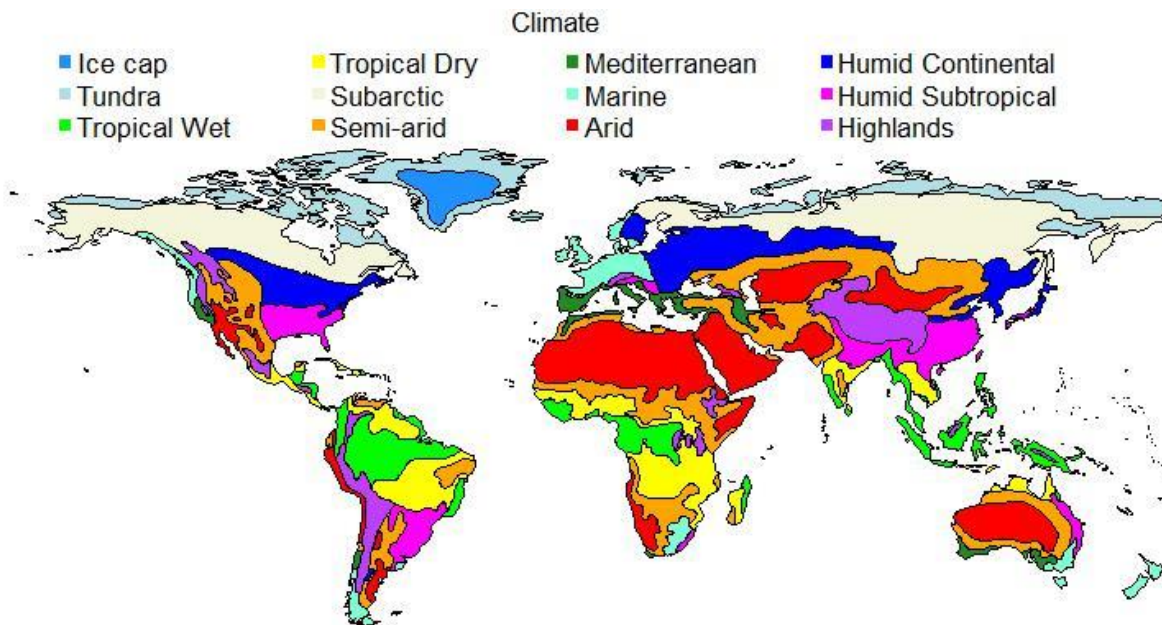 Climate
Ice cap Tropical Dry Mediterranean Humid Continental
Tundra Subarctic Marine Humid Subtropical
Tropical Wet Semi-arid Arid Highlands